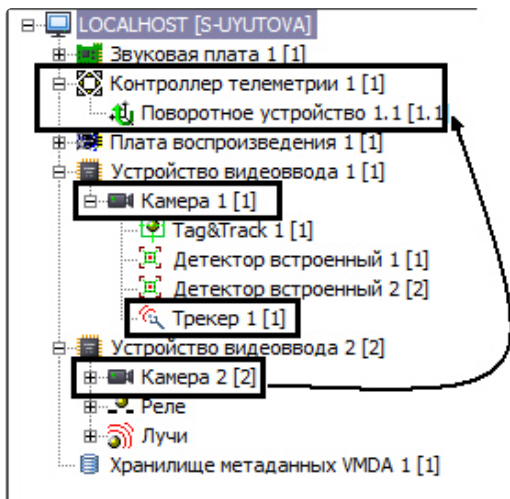 LOCALHOST [S-UYUTOVA]
Звуковая плата 1 [1]
Контроллер телеметрии 1 [1]
Поворотное устройство 1.1 [1.1
Плата воспроизведения 1 [1]
Устройство видеоввода 1 [1]
Камера 1 [1]
Tag&Track 1 [1]
Детектор встроенный 1 [1]
Детектор встроенный 2 [2]
Трекер 1 [1]
Устройство видеоввода 2 [2]
Камера 2 [2]
Реле
Лучи
Хранилище метаданных VMDA 1 [1]